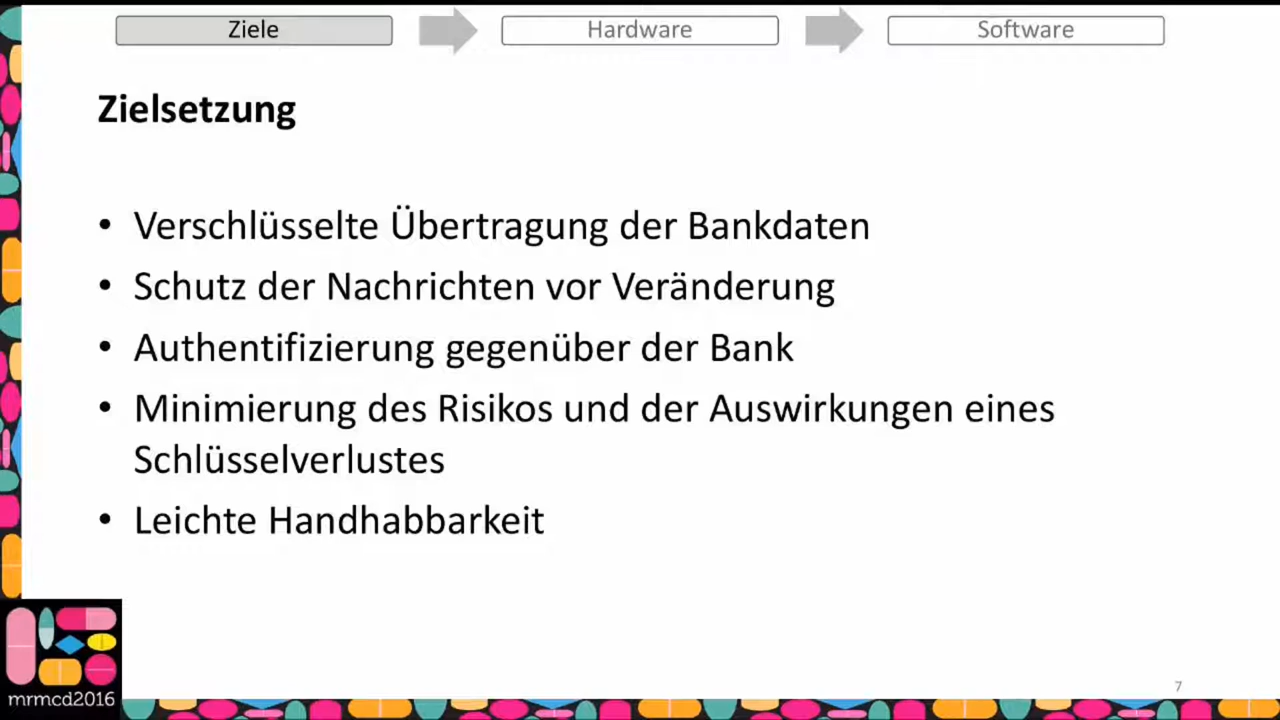 Ziele
Hardware
Software
Zielsetzung
• Verschlüsselte Übertragung der Bankdaten
• Schutz der Nachrichten vor Veränderung
• Authentifizierung gegenüber der Bank
• Minimierung des Risikos und der Auswirkungen eines
Schlüsselverlustes
• Leichte Handhabbarkeit
mrmcd2016
7